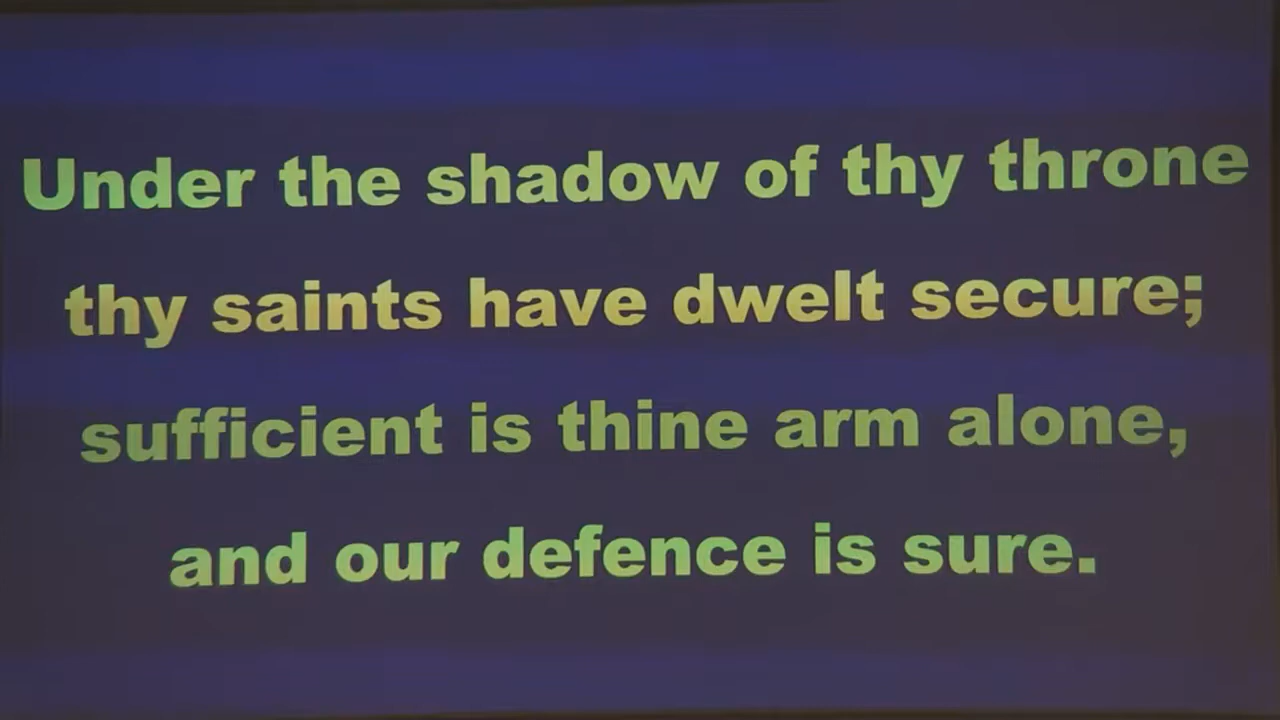 Under the shadow of thy throne
thy saints have dwelt secure;
sufficient is thine arm alone,
and our defence is sure.